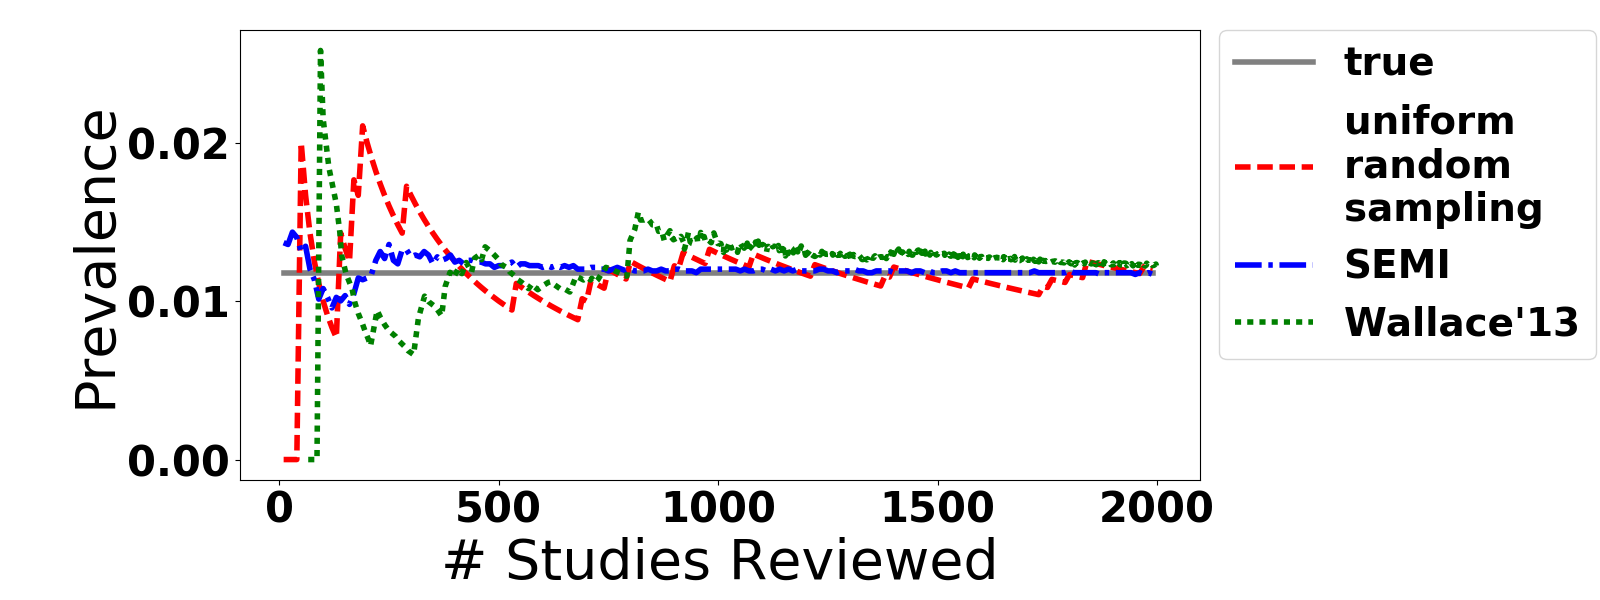 Prevalence
0.02
0.01
0.00
0
500
1000
1500
2000
# Studies Reviewed
true
uniform
random
sampling
SEMI
Wallace'13